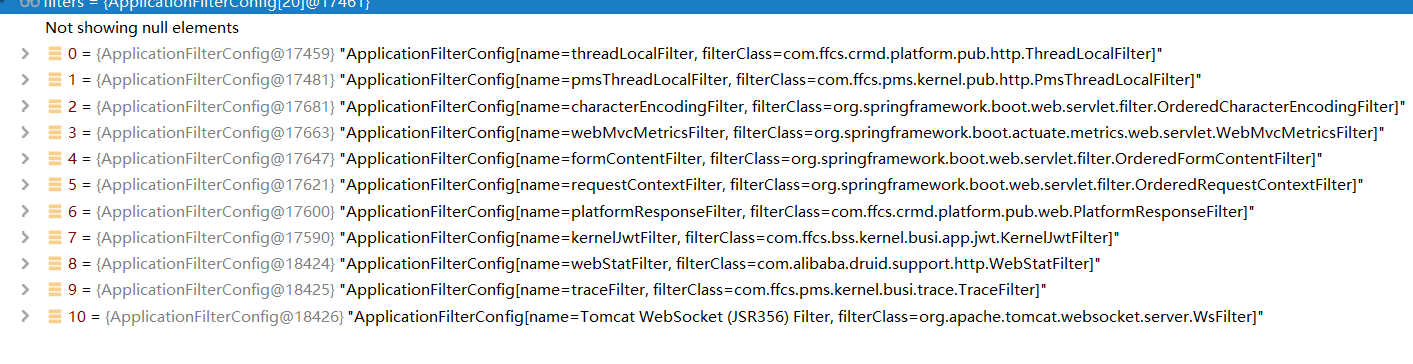 filters = {ApplicationFilterConfig[20]@17461}
Not showing null elements
0 = {ApplicationFilterConfig@17459} "ApplicationFilterConfig[name=threadLocalFilter, filterClass=com.ffcs.crmd.platform.pub.http.ThreadLocalFilter]"
1 = {ApplicationFilterConfig@17481} "ApplicationFilterConfig[name=pmsThreadLocalFilter, filterClass=com.ffcs.pms.kernel.pub.http.PmsThreadLocalFilter]"
2 = {ApplicationFilterConfig@17681} "ApplicationFilterConfig[name=characterEncodingFilter, filterClass=org.springframework.boot.web.servlet.filter.OrderedCharacterEncodingFilter]"
3 = {ApplicationFilterConfig@17663} "ApplicationFilterConfig[name=webMvcMetricsFilter, filterClass=org.springframework.boot.actuate.metrics.web.servlet.WebMvcMetricsFilter]"
4 = {ApplicationFilterConfig@17647} "ApplicationFilterConfig[name=formContentFilter, filterClass=org.springframework.boot.web.servlet.filter.OrderedFormContentFilter]"
5 = {ApplicationFilterConfig@17621} "ApplicationFilterConfig[name=requestContextFilter, filterClass=org.springframework.boot.web.servlet.filter.OrderedRequestContextFilter]"
6 = {ApplicationFilterConfig@17600} "ApplicationFilterConfig[name=platformResponseFilter, filterClass=com.ffcs.crmd.platform.pub.web.PlatformResponseFilter]"
7 = {ApplicationFilterConfig@17590} "ApplicationFilterConfig[name=kernelJwtFilter, filterClass=com.ffcs.bss.kernel.busi.app.jwt.KernelJwtFilter]"
8 = {ApplicationFilterConfig@18424} "ApplicationFilterConfig[name=webStatFilter, filterClass=com.alibaba.druid.support.http.WebStatFilter]"
9 = {ApplicationFilterConfig@18425} "ApplicationFilterConfig[name=traceFilter, filterClass=com.ffcs.pms.kernel.busi.trace.TraceFilter]"
10 = {ApplicationFilterConfig@18426} "ApplicationFilterConfig[name=Tomcat WebSocket (JSR356) Filter, filterClass=org.apache.tomcat.websocket.server.WsFilter]"